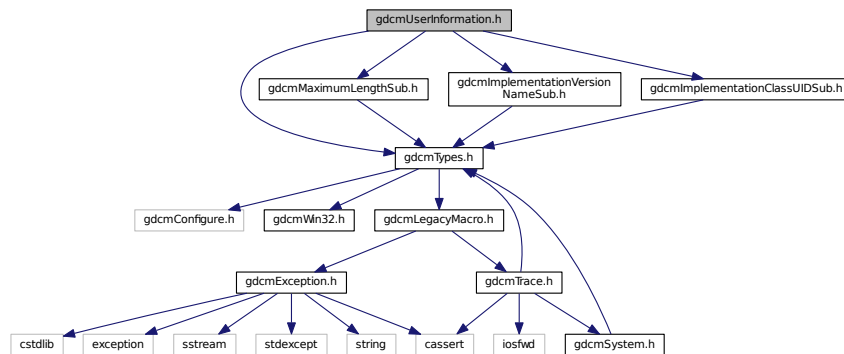 gdcmUserInformation.h
gdcmMaximumLengthSub.h
gdcmImplementationVersion
NameSub.h
gdcmImplementationClassUIDSub.h
gdcmTypes.h
gdcmConfigure.h
gdcmWin32.h
gdcmLegacyMacro.h
gdcmException.h
gdcmTrace.h
cstdlib
exception
sstream
stdexcept
string
cassert
iosfwd
gdcmSystem.h